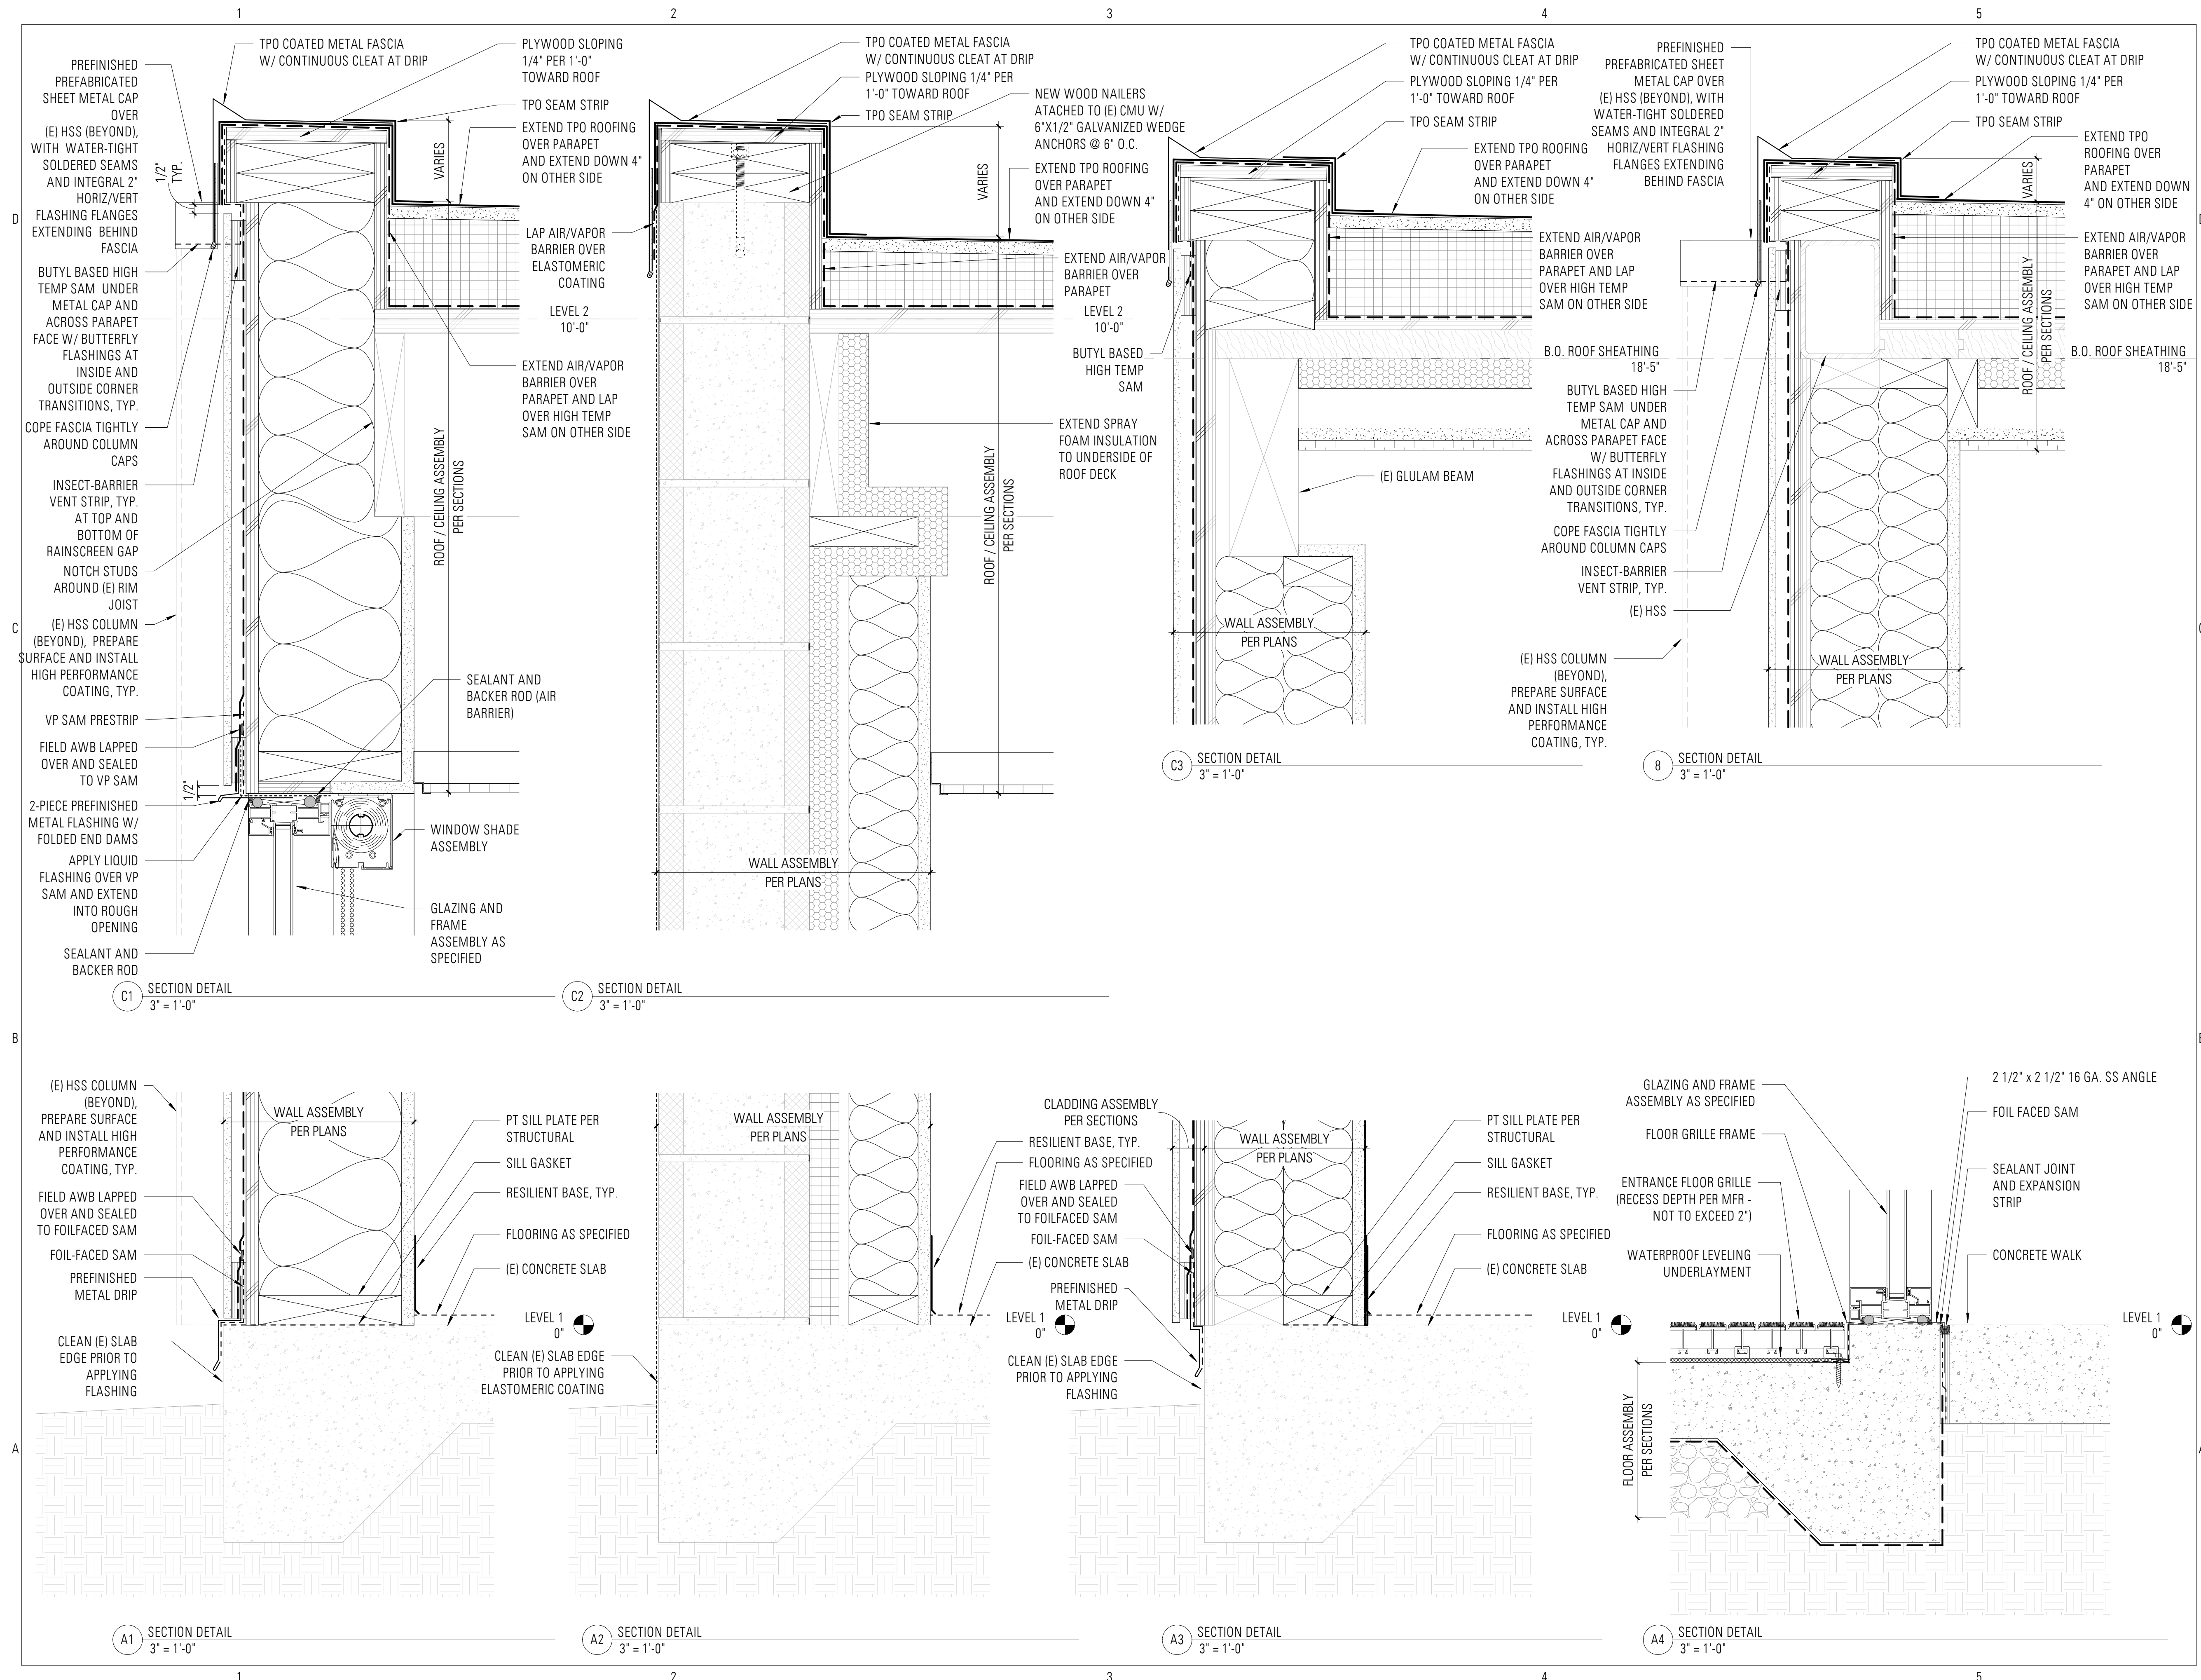 1
2
3
4
5
PREFINISHED
PREFABRICATED
SHEET METAL CAP
OVER
(E) HSS (BEYOND),
WITH WATER-TIGHT
SOLDERED SEAMS
AND INTEGRAL 2"
HORIZ/VERT
FLASHING FLANGES
EXTENDING BEHIND
FASCIA
BUTYL BASED HIGH
TEMP SAM UNDER
METAL CAP AND
ACROSS PARAPET
FACE W/ BUTTERFLY
FLASHINGS AT
INSIDE AND
OUTSIDE CORNER
TRANSITIONS, TYP.
COPE FASCIA TIGHTLY
AROUND COLUMN
CAPS
INSECT-BARRIER
VENT STRIP, TYP.
AT TOP AND
BOTTOM OF
RAINSCREEN GAP
NOTCH STUDS
AROUND (E) RIM
JOIST
(E) HSS COLUMN
(BEYOND), PREPARE
SURFACE AND INSTALL
HIGH PERFORMANCE
COATING, TYP.
VP SAM PRESTRIP
FIELD AWB LAPPED
OVER AND SEALED
TO VP SAM
2-PIECE PREFINISHED
METAL FLASHING W/
FOLDED END DAMS
APPLY LIQUID
FLASHING OVER VP
SAM AND EXTEND
INTO ROUGH
OPENING
SEALANT AND
BACKER ROD
1/2"
TYP.
1/2"
TPO COATED METAL FASCIA
W/ CONTINUOUS CLEAT AT DRIP
PLYWOOD SLOPING
1/4" PER 1'-0"
TOWARD ROOF
TPO SEAM STRIP
EXTEND TPO ROOFING
OVER PARAPET
AND EXTEND DOWN 4"
ON OTHER SIDE
VARIES
LEVEL 2
10'-0"
EXTEND AIR/VAPOR
BARRIER OVER
PARAPET AND LAP
OVER HIGH TEMP
SAM ON OTHER SIDE
ROOF / CEILING ASSEMBLY
PER SECTIONS
SEALANT AND
BACKER ROD (AIR
BARRIER)
WINDOW SHADE
ASSEMBLY
GLAZING AND
FRAME
ASSEMBLY AS
SPECIFIED
C1
SECTION DETAIL
3" = 1'-0"
TPO COATED METAL FASCIA
W/ CONTINUOUS CLEAT AT DRIP
PLYWOOD SLOPING 1/4" PER
1'-0" TOWARD ROOF
TPO SEAM STRIP
NEW WOOD NAILERS
ATACHED TO (E) CMU W/
6"X1/2" GALVANIZED WEDGE
ANCHORS @ 6" O.C.
EXTEND TPO ROOFING
OVER PARAPET
AND EXTEND DOWN 4"
ON OTHER SIDE
VARIES
LAP AIR/VAPOR
BARRIER OVER
ELASTOMERIC
COATING
EXTEND AIR/VAPOR
BARRIER OVER
PARAPET
LEVEL 2
10'-0"
EXTEND SPRAY
FOAM INSULATION
TO UNDERSIDE OF
ROOF DECK
ROOF / CEILING ASSEMBLY
PER SECTIONS
WALL ASSEMBLY
PER PLANS
C2
SECTION DETAIL
3" = 1'-0"
TPO COATED METAL FASCIA
W/ CONTINUOUS CLEAT AT DRIP
PLYWOOD SLOPING 1/4" PER
1'-0" TOWARD ROOF
TPO SEAM STRIP
EXTEND TPO ROOFING
OVER PARAPET
AND EXTEND DOWN 4"
ON OTHER SIDE
EXTEND AIR/VAPOR
BARRIER OVER
PARAPET AND LAP
OVER HIGH TEMP
SAM ON OTHER SIDE
BUTYL BASED
HIGH TEMP
SAM
B.O. ROOF SHEATHING
18'-5"
(E) GLULAM BEAM
WALL ASSEMBLY
PER PLANS
C3
SECTION DETAIL
3" = 1'-0"
PREFINISHED
PREFABRICATED SHEET
METAL CAP OVER
(E) HSS (BEYOND), WITH
WATER-TIGHT SOLDERED
SEAMS AND INTEGRAL 2"
HORIZ/VERT FLASHING
FLANGES EXTENDING
BEHIND FASCIA
BUTYL BASED HIGH
TEMP SAM UNDER
METAL CAP AND
ACROSS PARAPET FACE
W/ BUTTERFLY
FLASHINGS AT INSIDE
AND OUTSIDE CORNER
TRANSITIONS, TYP.
COPE FASCIA TIGHTLY
AROUND COLUMN CAPS
INSECT-BARRIER
VENT STRIP, TYP.
(E) HSS
(E) HSS COLUMN
(BEYOND),
PREPARE SURFACE
AND INSTALL HIGH
PERFORMANCE
COATING, TYP.
TPO COATED METAL FASCIA
W/ CONTINUOUS CLEAT AT DRIP
PLYWOOD SLOPING 1/4" PER
1'-0" TOWARD ROOF
TPO SEAM STRIP
EXTEND TPO
ROOFING OVER
PARAPET
AND EXTEND DOWN
4" ON OTHER SIDE
VARIES
EXTEND AIR/VAPOR
BARRIER OVER
PARAPET AND LAP
OVER HIGH TEMP
SAM ON OTHER SIDE
ROOF / CEILING ASSEMBLY
PER SECTIONS
B.O. ROOF SHEATHING
18'-5"
WALL ASSEMBLY
PER PLANS
8
SECTION DETAIL
3" = 1'-0"
D
C
B
A
(E) HSS COLUMN
(BEYOND),
PREPARE SURFACE
AND INSTALL HIGH
PERFORMANCE
COATING, TYP.
FIELD AWB LAPPED
OVER AND SEALED
TO FOILFACED SAM
FOIL-FACED SAM
PREFINISHED
METAL DRIP
CLEAN (E) SLAB
EDGE PRIOR TO
APPLYING
FLASHING
WALL ASSEMBLY
PER PLANS
PT SILL PLATE PER
STRUCTURAL
SILL GASKET
RESILIENT BASE, TYP.
FLOORING AS SPECIFIED
(E) CONCRETE SLAB
LEVEL 1
0"
A1
SECTION DETAIL
3" = 1'-0"
CLEAN (E) SLAB EDGE
PRIOR TO APPLYING
ELASTOMERIC COATING
WALL ASSEMBLY
PER PLANS
RESILIENT BASE, TYP.
FLOORING AS SPECIFIED
(E) CONCRETE SLAB
LEVEL 1
0"
A2
SECTION DETAIL
3" = 1'-0"
CLADDING ASSEMBLY
PER SECTIONS
FIELD AWB LAPPED
OVER AND SEALED
TO FOILFACED SAM
FOIL-FACED SAM
PREFINISHED
METAL DRIP
CLEAN (E) SLAB EDGE
PRIOR TO APPLYING
FLASHING
WALL ASSEMBLY
PER PLANS
PT SILL PLATE PER
STRUCTURAL
SILL GASKET
RESILIENT BASE, TYP.
FLOORING AS SPECIFIED
(E) CONCRETE SLAB
LEVEL 1
0"
A3
SECTION DETAIL
3" = 1'-0"
GLAZING AND FRAME
ASSEMBLY AS SPECIFIED
FLOOR GRILLE FRAME
ENTRANCE FLOOR GRILLE
(RECESS DEPTH PER MFR -
NOT TO EXCEED 2")
WATERPROOF LEVELING
UNDERLAYMENT
FLOOR ASSEMBLY
PER SECTIONS
2 1/2" x 2 1/2" 16 GA. SS ANGLE
FOIL FACED SAM
SEALANT JOINT
AND EXPANSION
STRIP
CONCRETE WALK
LEVEL 1
0"
A4
SECTION DETAIL
3" = 1'-0"
1
2
3
4
5